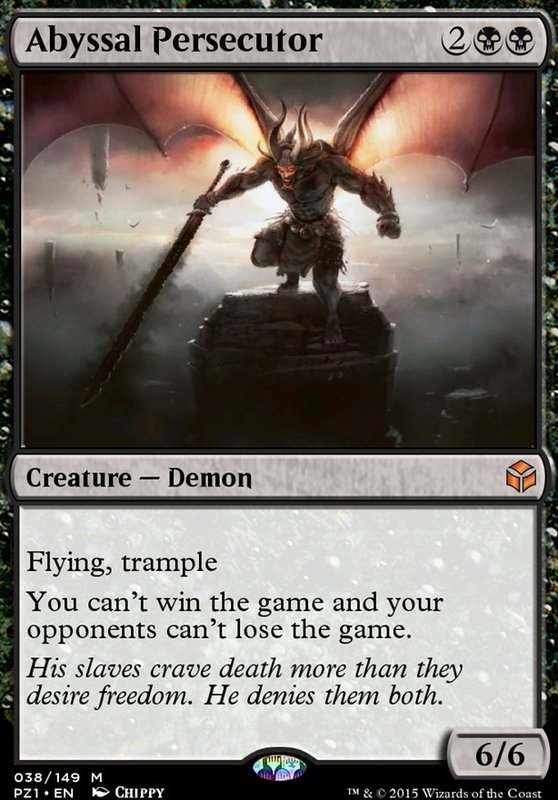 Abyssal Persecutor 2
Creature — Demon
Flying, trample
You can't win the game and your
opponents can't lose the game.
His slaves crave death more than they
desire freedom. He denies them both.
6/6
038/149 M
PZ1 • EN CHIPPY
™ & © 2015 Wizards of the Coast